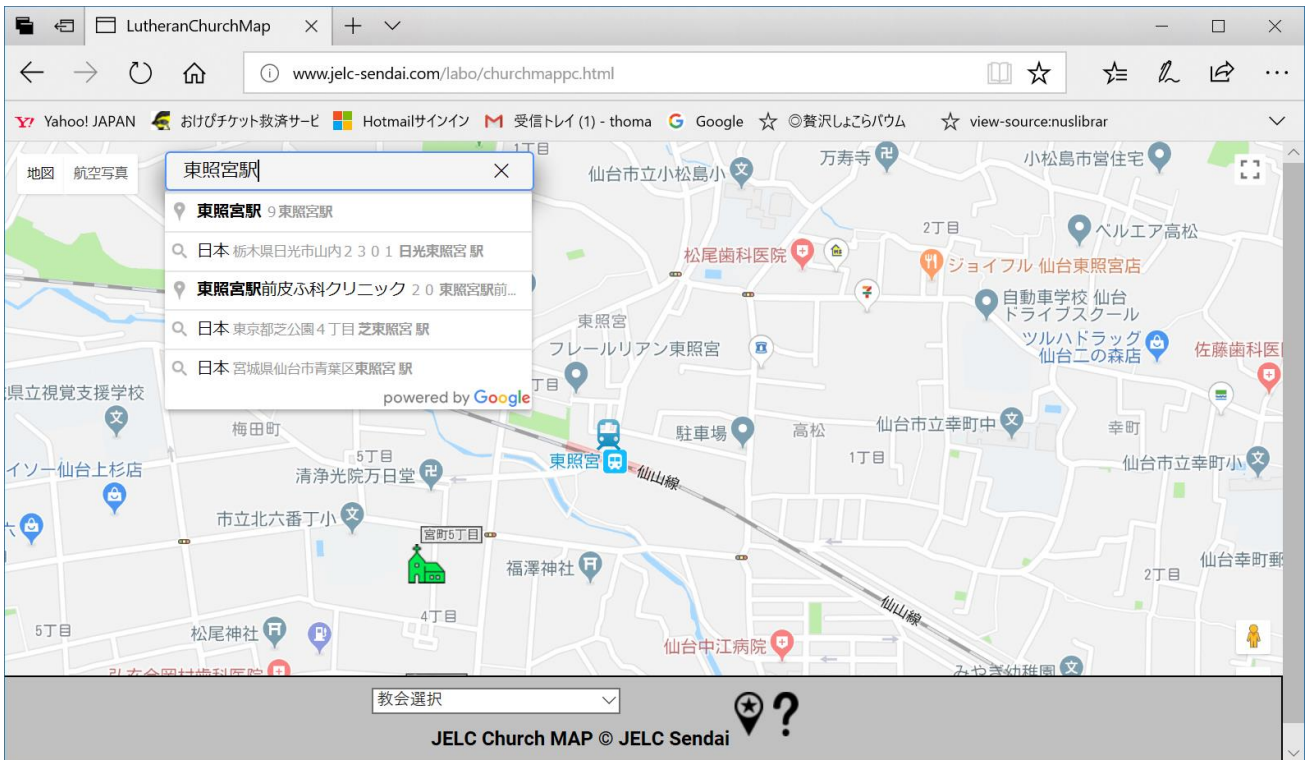 LutheranChurchMap
www.jelc-sendai.com/labo/churchmappc.html
Yahoo! JAPAN おけぴチケット救済サービ Hotmailサインイン 受信トレイ (1) - thoma Google ◎贅沢しょこらバウム view-source:nuslibrar
地図 航空写真
東照宮駅
東照宮駅 9 東照宮駅
日本 栃木県日光市山内2301 日光東照宮 駅
東照宮駅前皮ふ科クリニック 20 東照宮駅前...
日本 東京都芝公園4丁目 芝東照宮 駅
日本 宮城県仙台市青葉区東照宮 駅
powered by Google
1丁目
仙台市立小松島小
万寿寺
小松島市営住宅
2丁目
ベルエア高松
松尾歯科医院
ジョイフル 仙台東照宮店
自動車学校 仙台
ドライブスクール
東照宮
フレールリアン東照宮
ツルハドラッグ
仙台二の森店
佐藤歯科医
丁目
県立視覚支援学校
梅田町
駐車場
高松
仙台市立幸町中
幸町
5丁目
東照宮
仙山線
1丁目
イソー仙台上杉店
清浄光院万日堂
仙台市立幸町小
市立北六番丁小
宮町5丁目
福澤神社
仙台幸町郵
2丁目
仙山線
4丁目
5丁目
松尾神社
仙台中江病院
みやぎ幼稚園
教会選択
JELC Church MAP © JELC Sendai